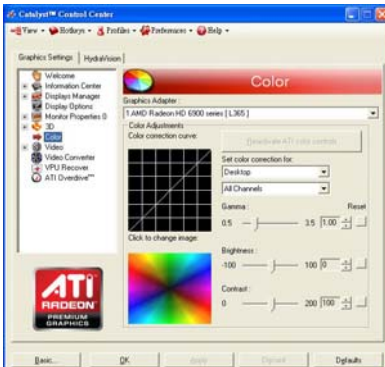 Catalyst™ Control Center
View Hotkeys Profiles Preferences Help
Graphics Settings HydraVision
Welcome
Information Center
Displays Manager
Display Options
Monitor Properties 0
3D
Color
Video
Video Converter
VPU Recover
ATI Overdrive™
ATI
RADEON
PREMIUM
GRAPHICS
Color
Graphics Adapter :
1 AMD Radeon HD 6900 series [ L365 ]
Color Adjustments
Color correction curve:
Reactivate ATI color controls
Set color correction for:
Desktop
All Channels
Gamma : Reset
0.5 3.5 1.00
Click to change image:
Brightness :
-100 100 0
Contrast :
0 200 100
Basic... OK Apply Discard Defaults